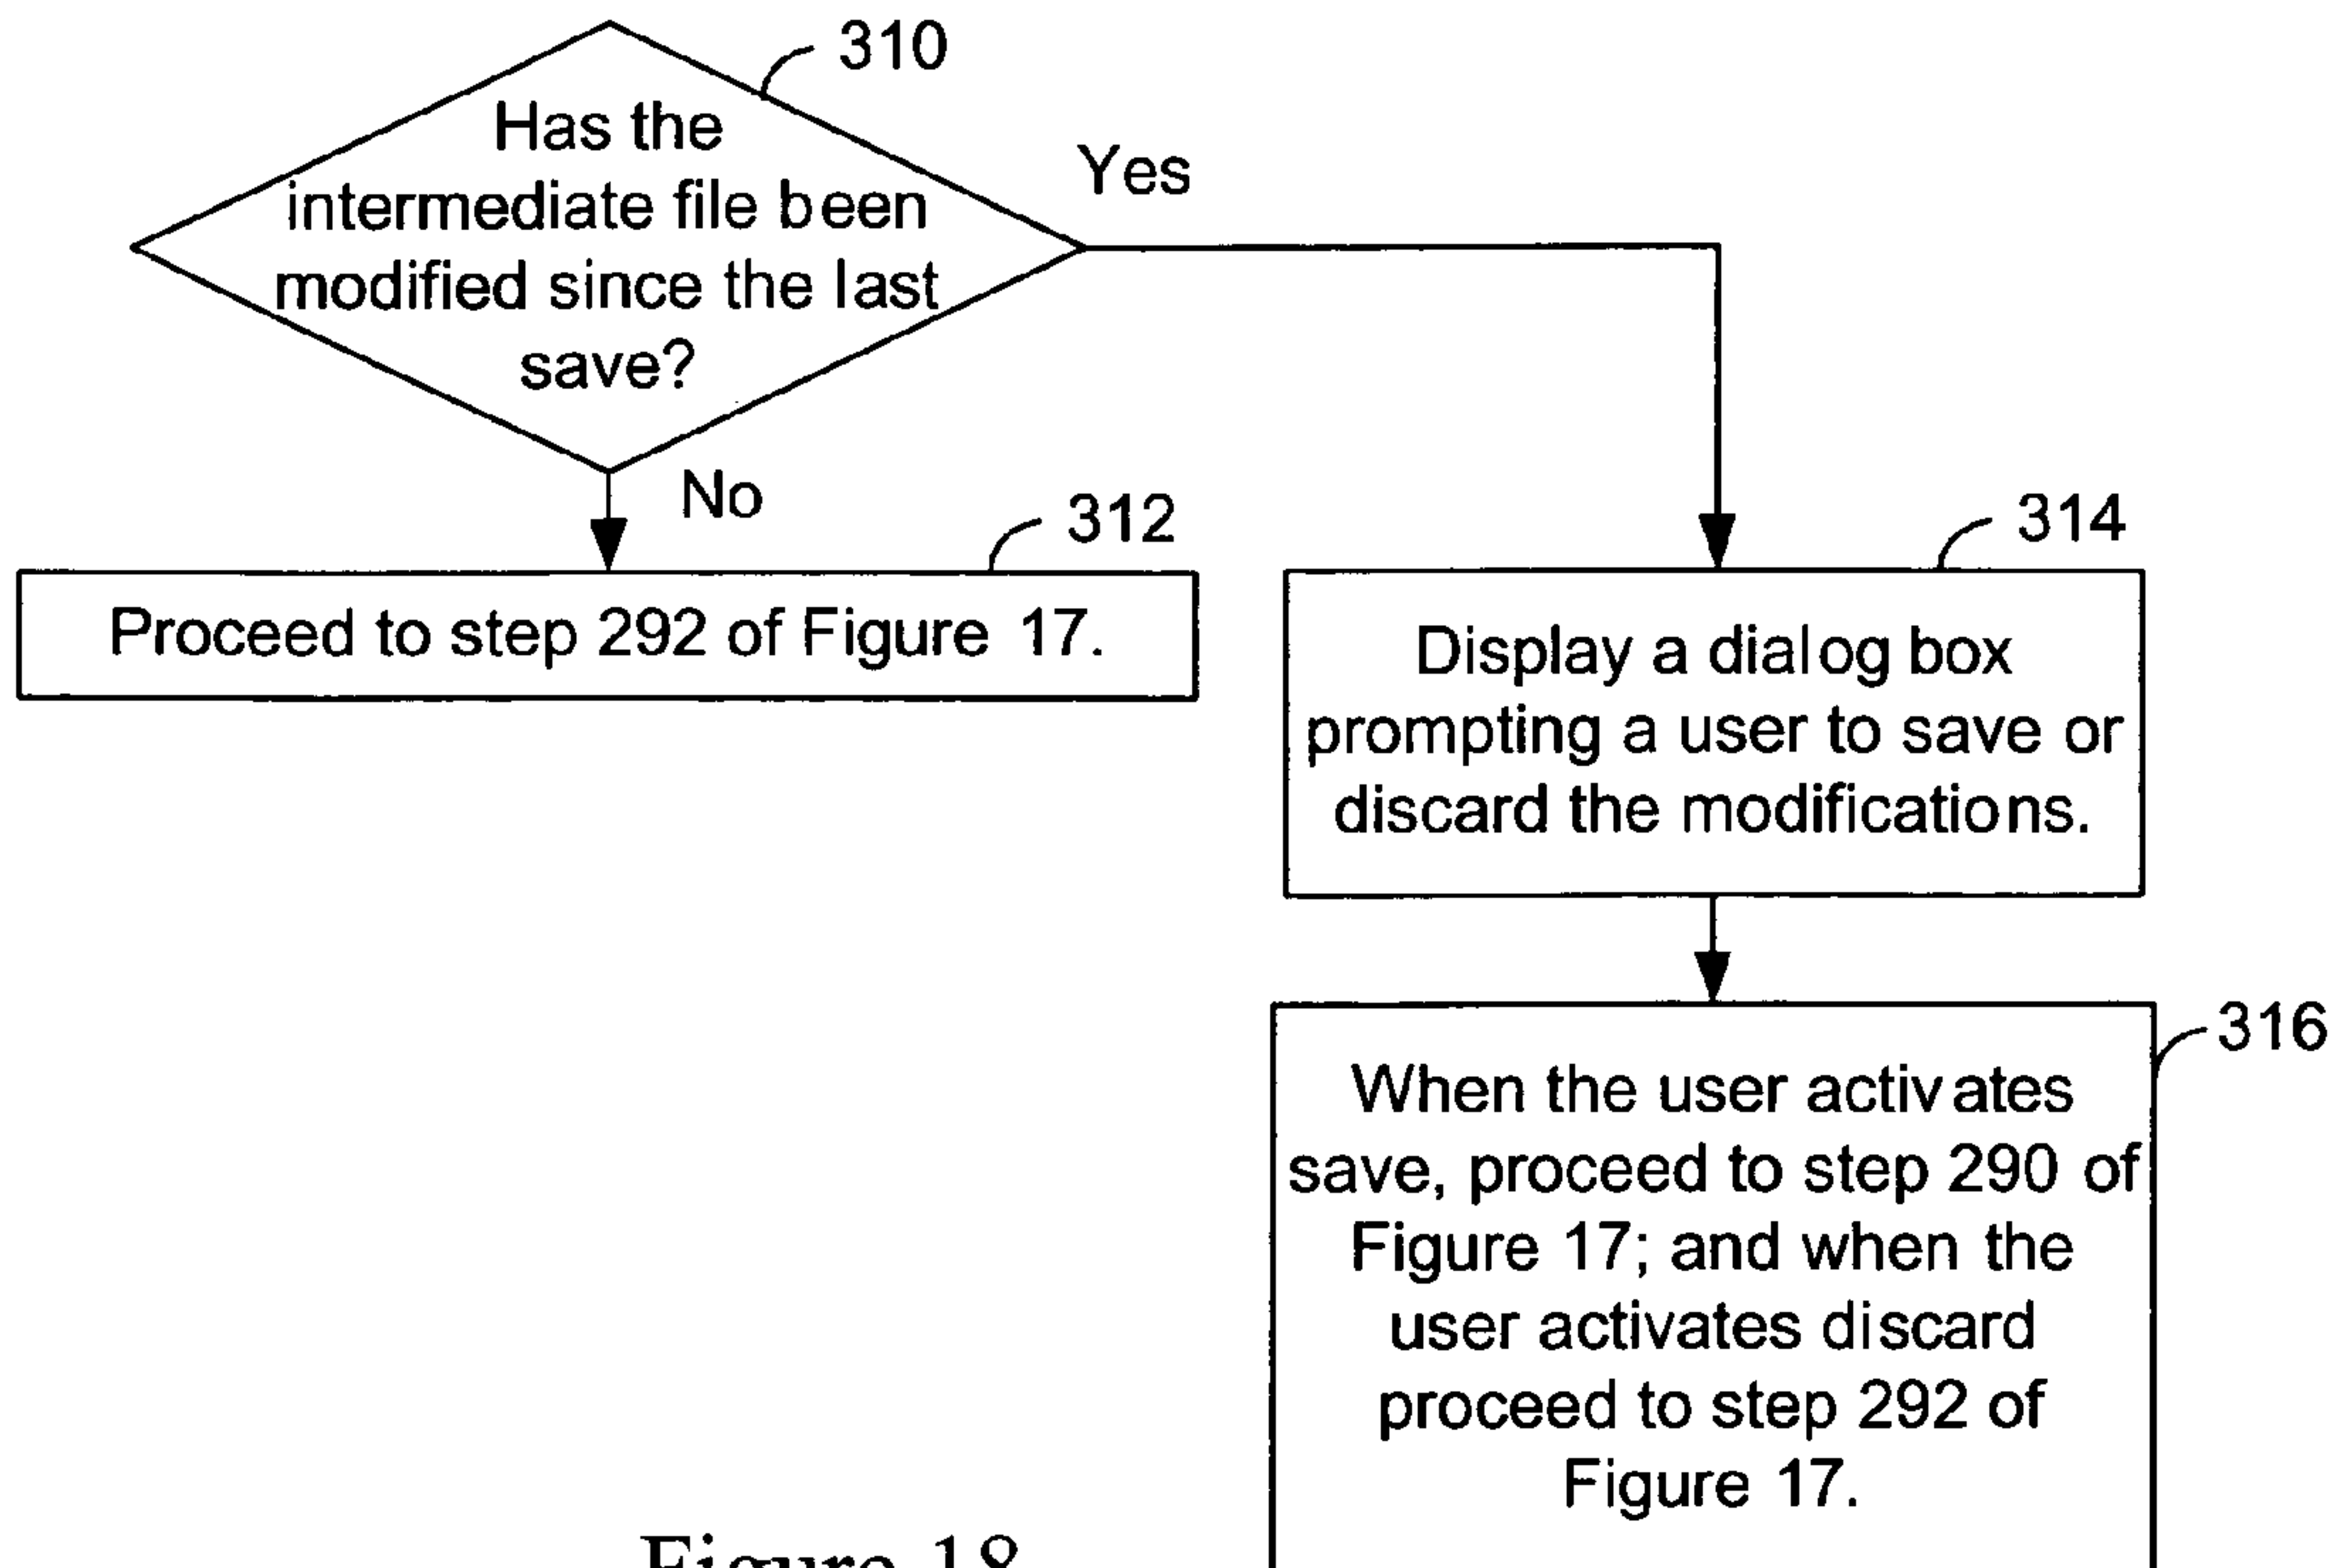 310
Has the
intermediate file been
modified since the last
save?
Yes
No
312
Proceed to step 292 of Figure 17.
314
Display a dialog box
prompting a user to save or
discard the modifications.
316
When the user activates
save, proceed to step 290 of
Figure 17; and when the
user activates discard
proceed to step 292 of
Figure 17.
Figure 18